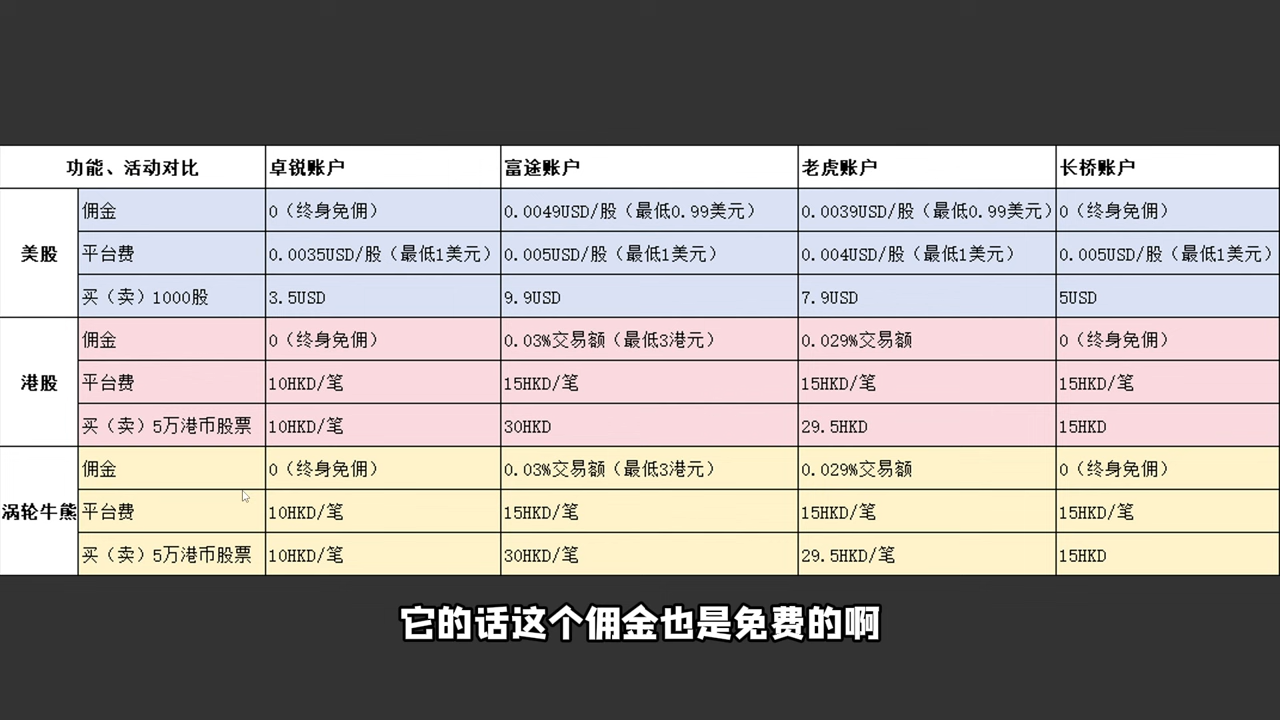 功能、活动对比 卓锐账户 富途账户 老虎账户 长桥账户
美股
佣金 0（终身免佣） 0.0049USD/股（最低0.99美元） 0.0039USD/股（最低0.99美元） 0（终身免佣）
平台费 0.0035USD/股（最低1美元） 0.005USD/股（最低1美元） 0.004USD/股（最低1美元） 0.005USD/股（最低1美元）
买（卖）1000股 3.5USD 9.9USD 7.9USD 5USD
港股
佣金 0（终身免佣） 0.03%交易额（最低3港元） 0.029%交易额 0（终身免佣）
平台费 10HKD/笔 15HKD/笔 15HKD/笔 15HKD/笔
买（卖）5万港币股票 10HKD/笔 30HKD 29.5HKD 15HKD
涡轮牛熊
佣金 0（终身免佣） 0.03%交易额（最低3港元） 0.029%交易额 0（终身免佣）
平台费 10HKD/笔 15HKD/笔 15HKD/笔 15HKD/笔
买（卖）5万港币股票 10HKD/笔 30HKD/笔 29.5HKD/笔 15HKD
它的话这个佣金也是免费的啊